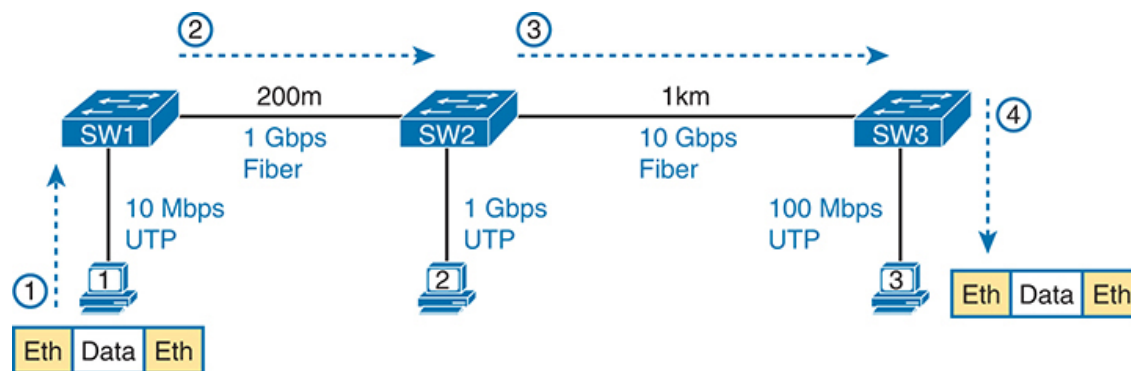 ②
③
200m
1km
④
SW1
SW2
SW3
1 Gbps
Fiber
10 Gbps
Fiber
10 Mbps
UTP
1 Gbps
UTP
100 Mbps
UTP
①
1
2
3
Eth Data Eth
Eth Data Eth